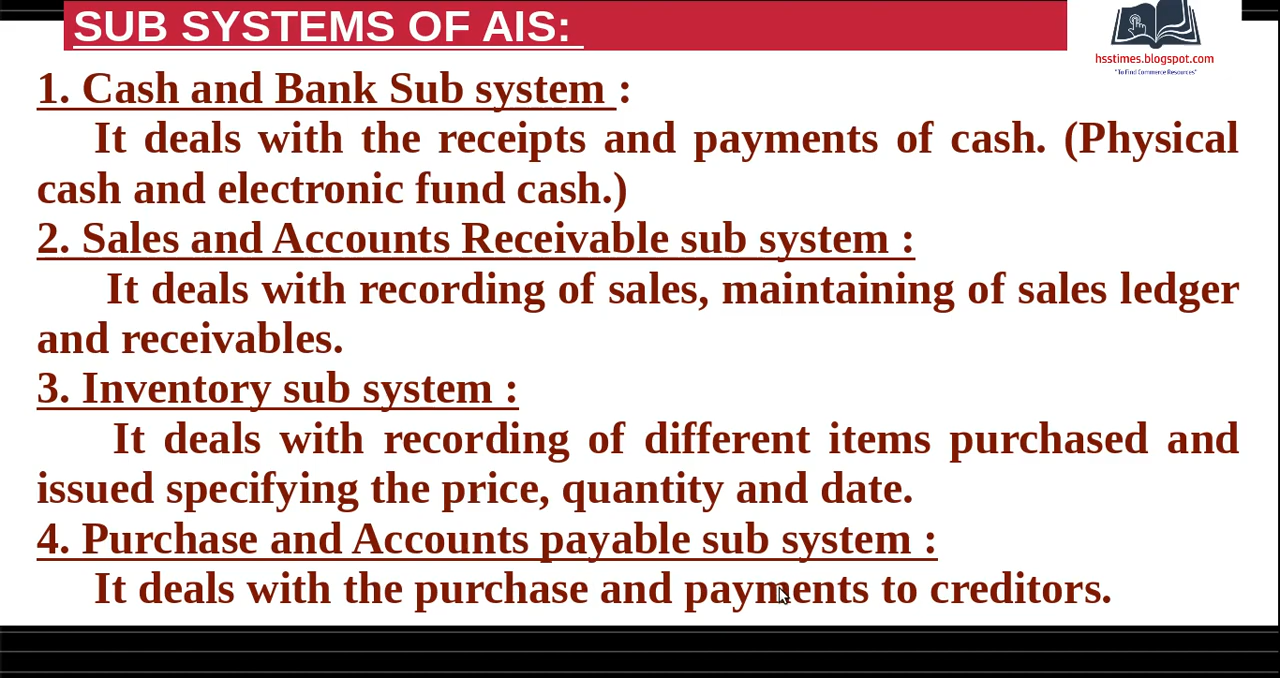 SUB SYSTEMS OF AIS:
hsstimes.blogspot.com
"To Find Commerce Resources"
1. Cash and Bank Sub system :
It deals with the receipts and payments of cash. (Physical
cash and electronic fund cash.)
2. Sales and Accounts Receivable sub system :
It deals with recording of sales, maintaining of sales ledger
and receivables.
3. Inventory sub system :
It deals with recording of different items purchased and
issued specifying the price, quantity and date.
4. Purchase and Accounts payable sub system :
It deals with the purchase and payments to creditors.